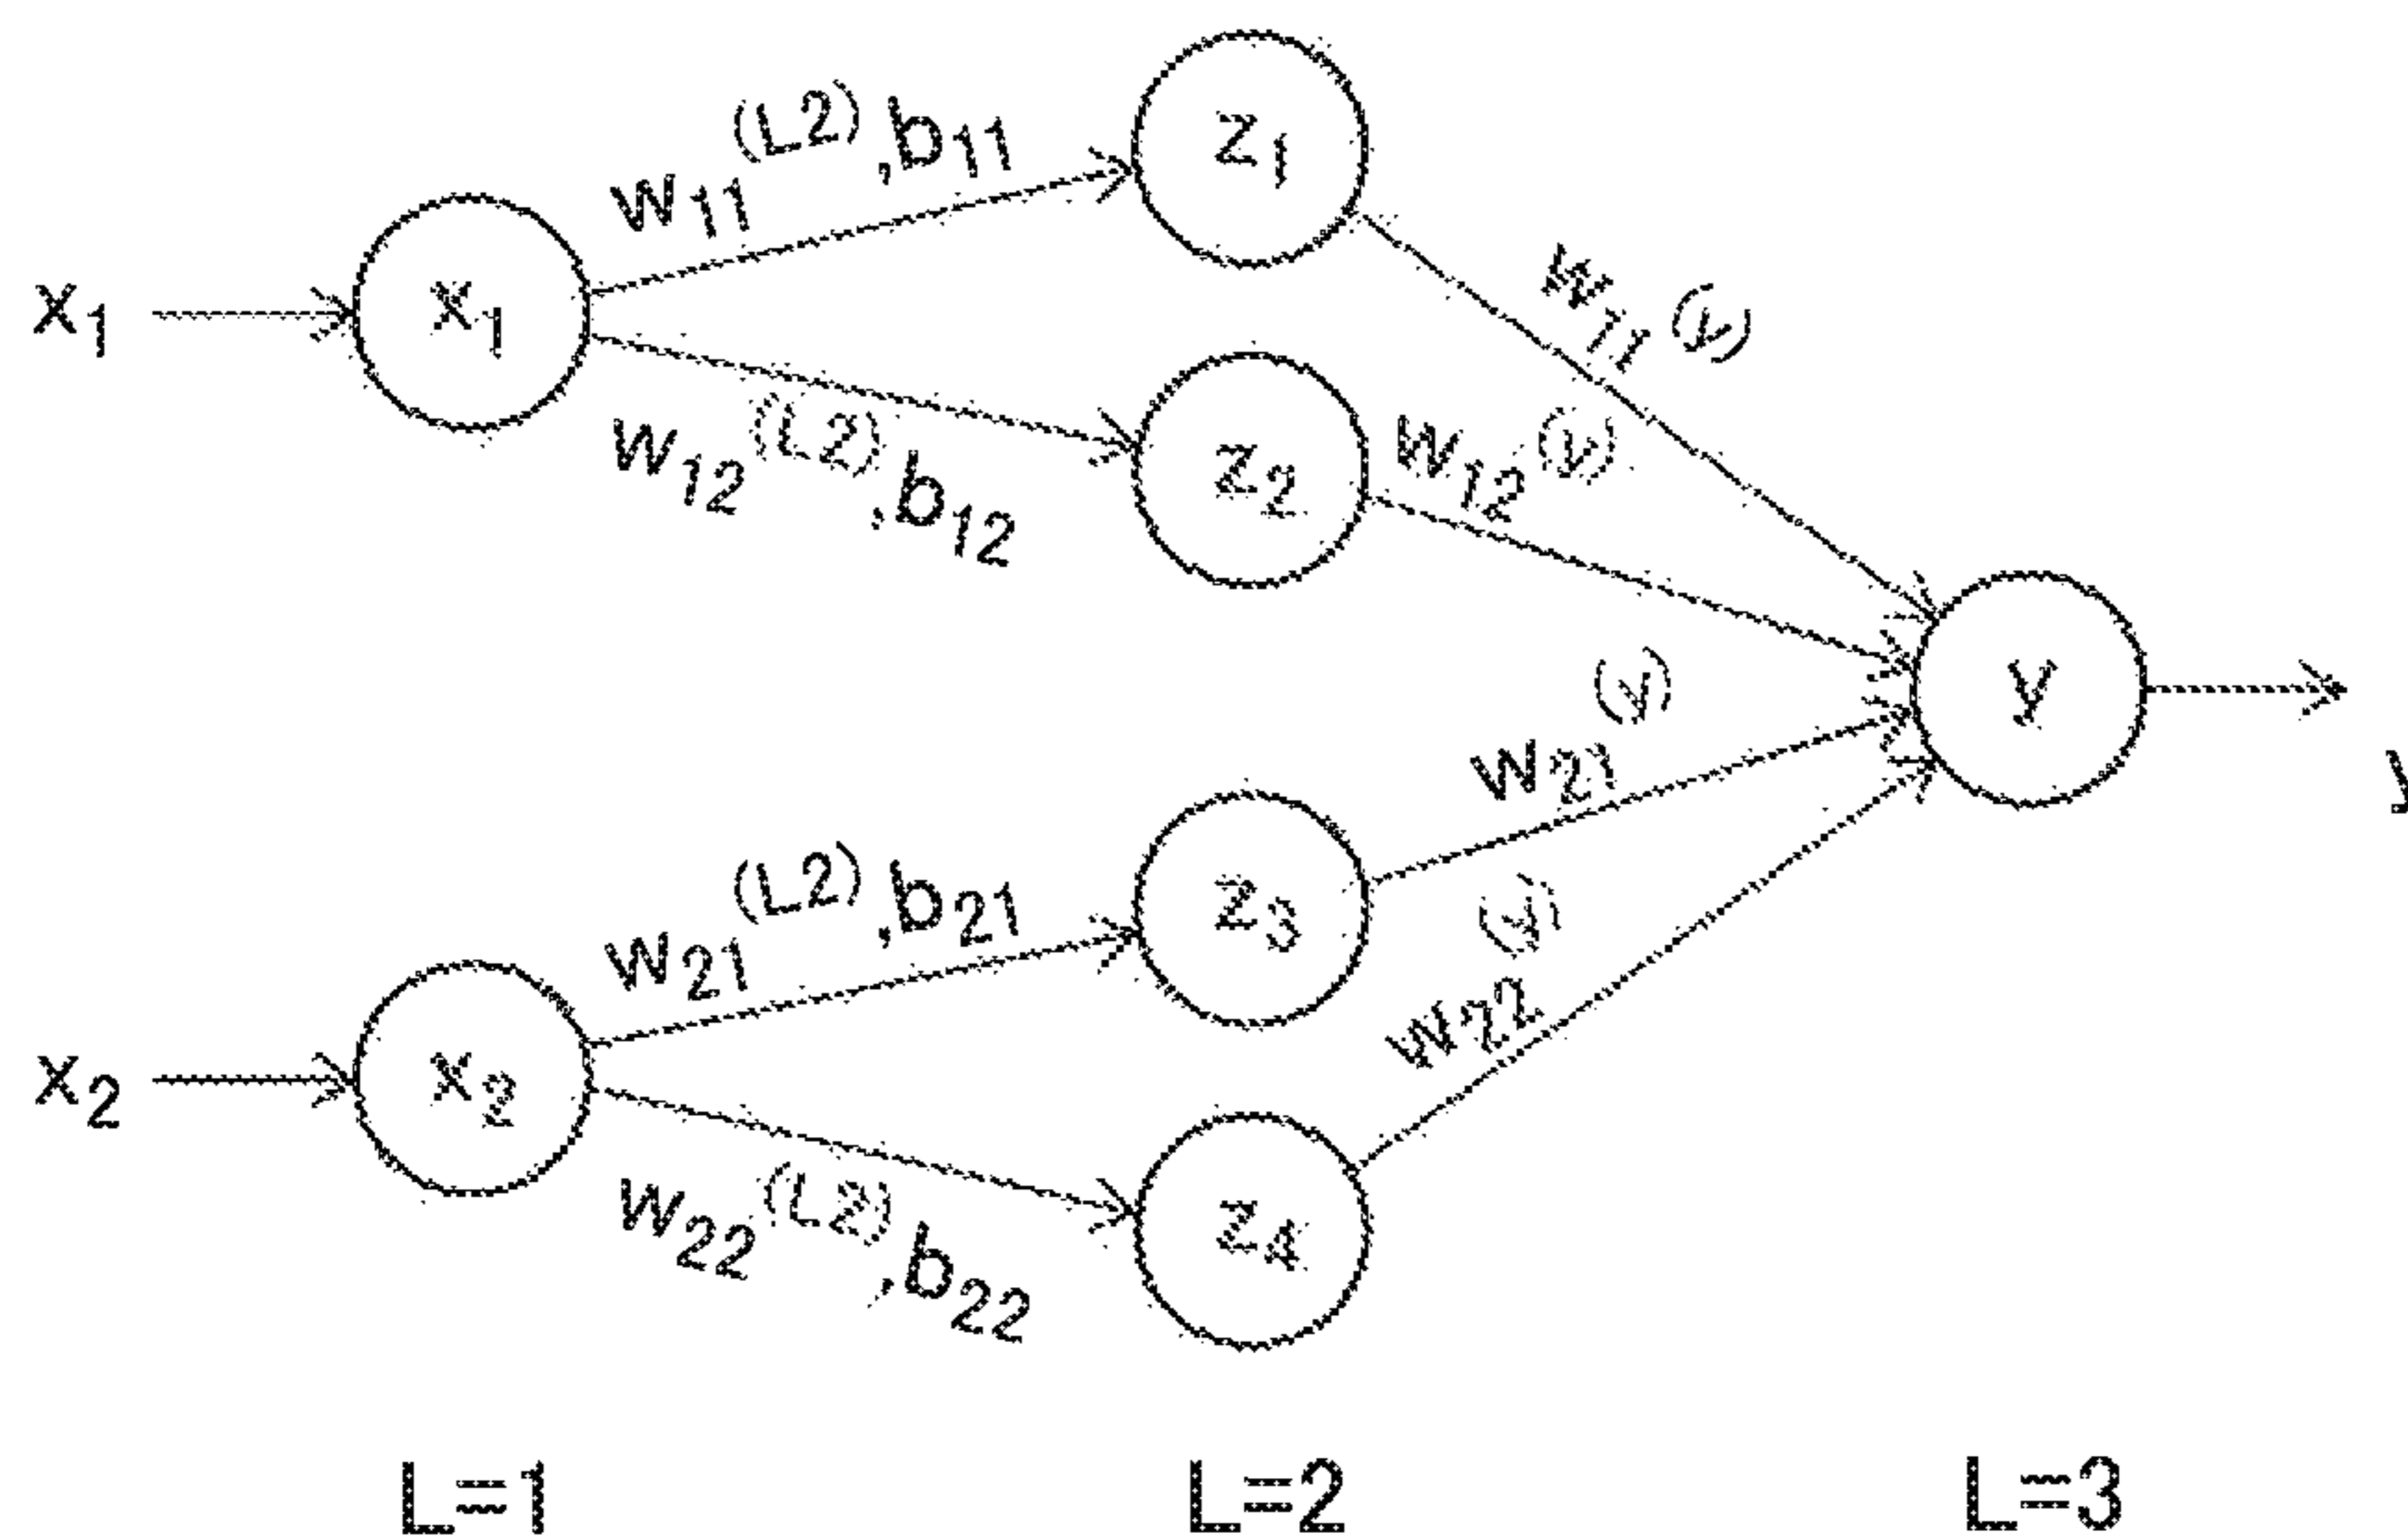 x₁
x₁
w₁₁⁽ᴸ²⁾,b₁₁
w₁₂⁽ᴸ²⁾,b₁₂
z₁
z₂
w₁₁⁽ʸ⁾
w₁₂⁽ʸ⁾
x₂
x₂
w₂₁⁽ᴸ²⁾,b₂₁
w₂₂⁽ᴸ²⁾,b₂₂
z₃
z₄
w₂₁⁽ʸ⁾
w₂₂⁽ʸ⁾
y
y
L=1
L=2
L=3